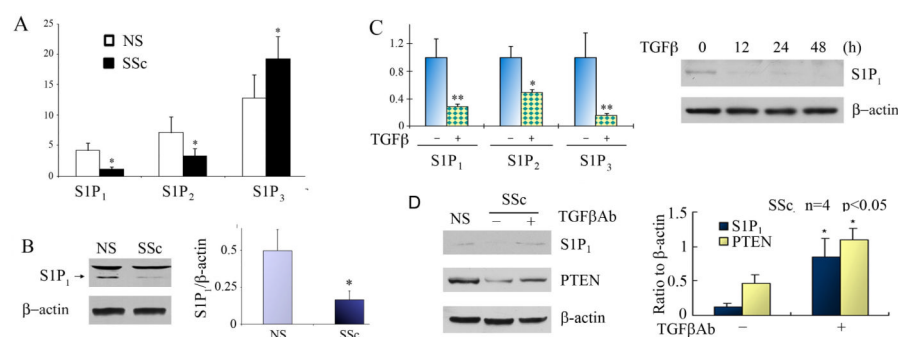 A
25
20
15
10
5
0
NS
SSc
*
*
*
S1P1
S1P2
S1P3
B
NS SSc
S1P1
β-actin
S1P1/β-actin
0.5
0.25
0
*
NS
SSc
C
1.2
0.8
0.4
0
**
*
**
TGFβ − + − + − +
S1P1 S1P2 S1P3
TGFβ 0 12 24 48 (h)
S1P1
β-actin
D
NS
SSc
− +
TGFβAb
S1P1
PTEN
β-actin
SSc, n=4 p<0.05
S1P1
PTEN
Ratio to β-actin
1.5
1
0.5
0
*
*
TGFβAb − +